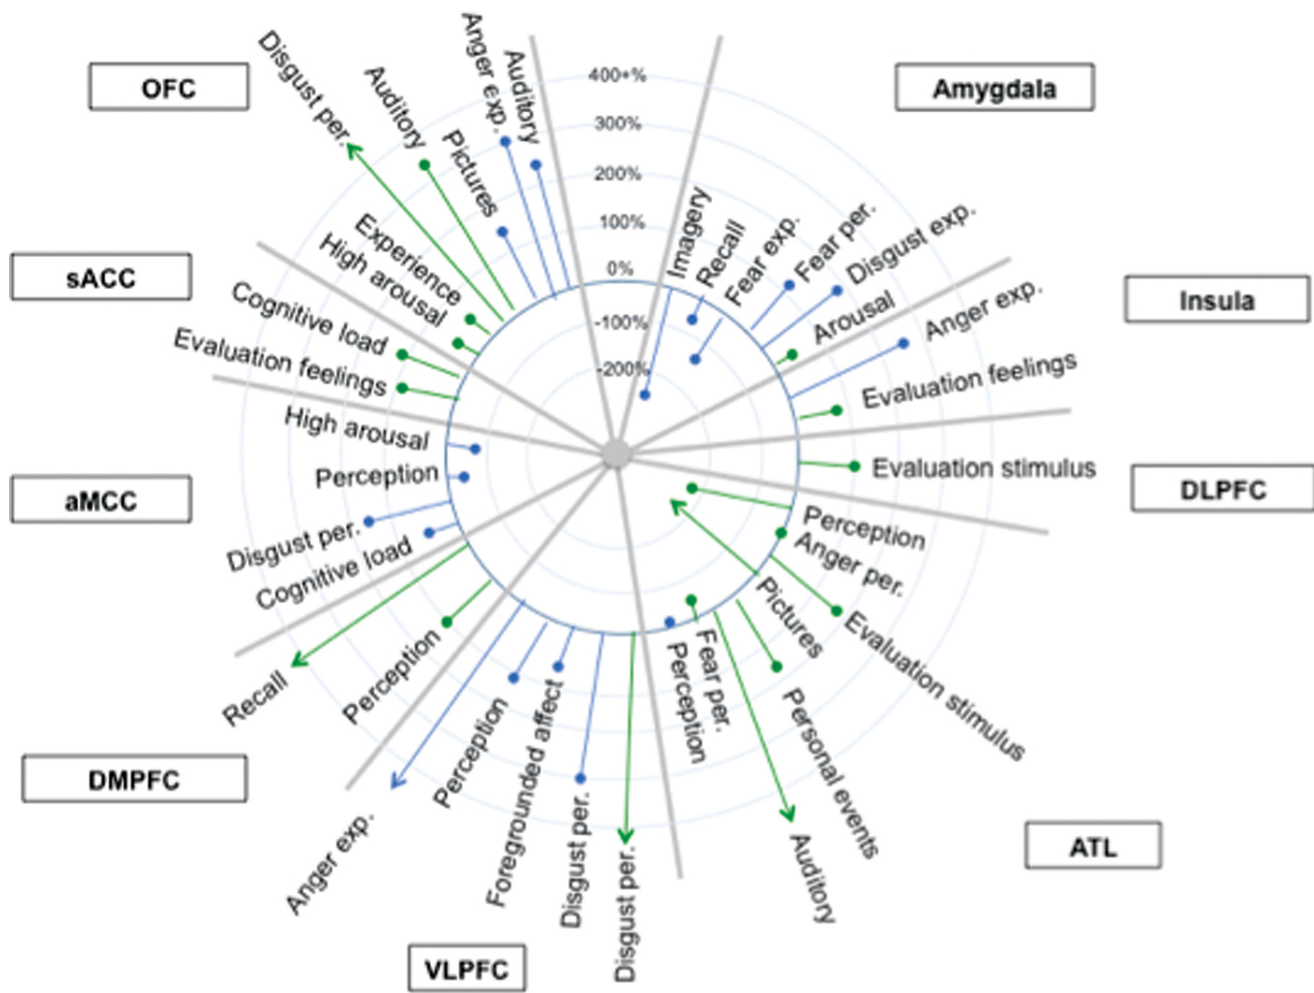 OFC
Disgust per.
Auditory
Pictures
Anger exp.
Auditory
Experience
High arousal
400+%
300%
200%
100%
0%
-100%
-200%
Amygdala
Imagery
Recall
Fear exp.
Fear per.
Disgust exp.
Arousal
Insula
Anger exp.
Evaluation feelings
DLPFC
Evaluation stimulus
ATL
Perception
Anger per.
Evaluation stimulus
Pictures
Personal events
Auditory
Fear per.
Perception
VLPFC
Disgust per.
Disgust per.
Foregrounded affect
Perception
Anger exp.
DMPFC
Perception
Recall
aMCC
Cognitive load
Disgust per.
Perception
High arousal
sACC
Evaluation feelings
Cognitive load